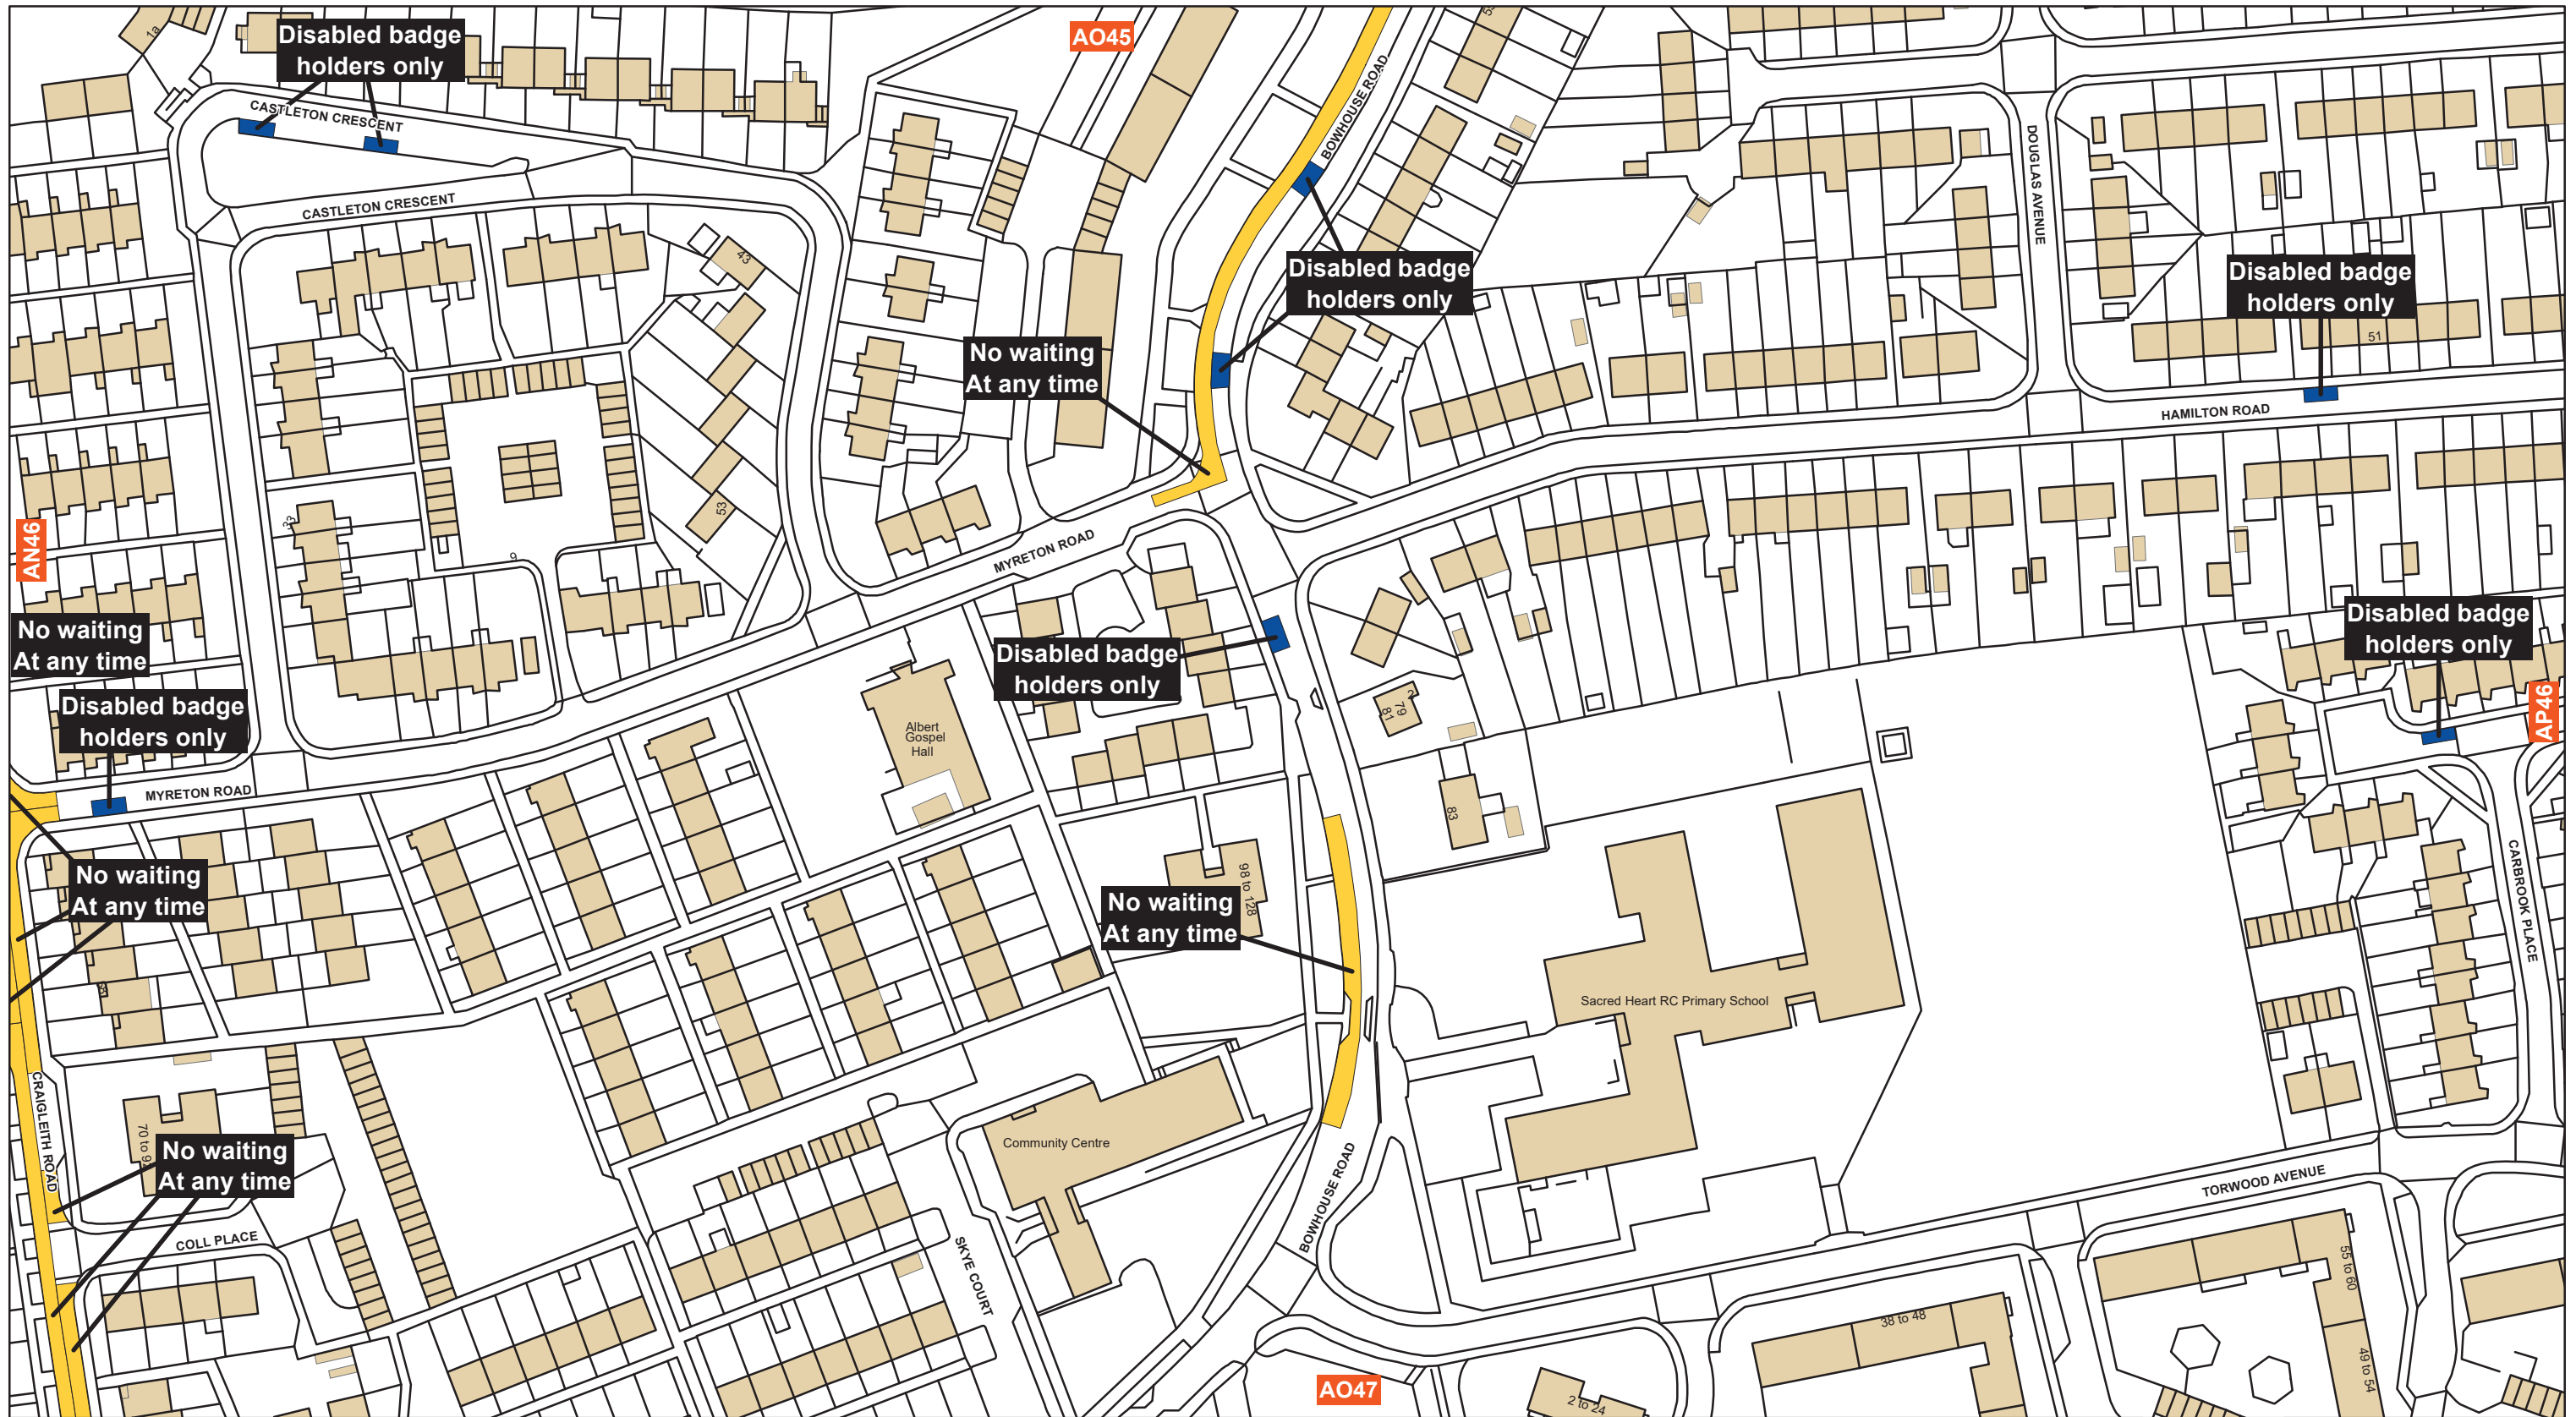 1a
Disabled badge
holders only
AO45
54
CASTLETON CRESCENT
BOWHOUSE ROAD
DOUGLAS AVENUE
CASTLETON CRESCENT
43
Disabled badge
holders only
Disabled badge
holders only
No waiting
At any time
51
HAMILTON ROAD
53
33
9
AN46
MYRETON ROAD
No waiting
At any time
Disabled badge
holders only
Disabled badge
holders only
Disabled badge
holders only
2
79
81
AP46
Albert
Gospel
Hall
MYRETON ROAD
83
No waiting
At any time
98 to 128
No waiting
At any time
CARBROOK PLACE
Sacred Heart RC Primary School
CRAIGLEITH ROAD
70 to 92
No waiting
At any time
Community Centre
BOWHOUSE ROAD
TORWOOD AVENUE
COLL PLACE
SKYE COURT
55 to 60
38 to 48
49 to 54
AO47
2 to 24